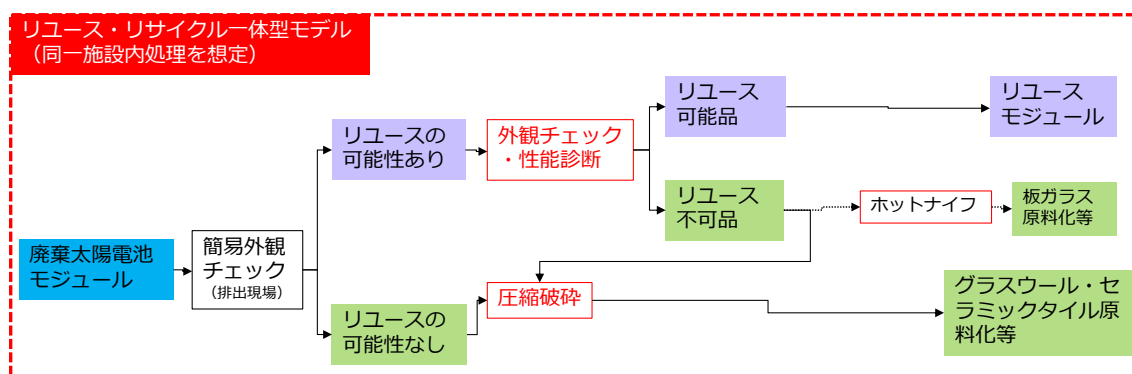 リユース・リサイクル一体型モデル
（同一施設内処理を想定）
リユース
可能品
リユース
モジュール
リユースの
可能性あり
外観チェック
・性能診断
リユース
不可品
ホットナイフ
板ガラス
原料化等
廃棄太陽電池
モジュール
簡易外観
チェック
（排出現場）
圧縮破砕
グラスウール・セ
ラミックタイル原
料化等
リユースの
可能性なし